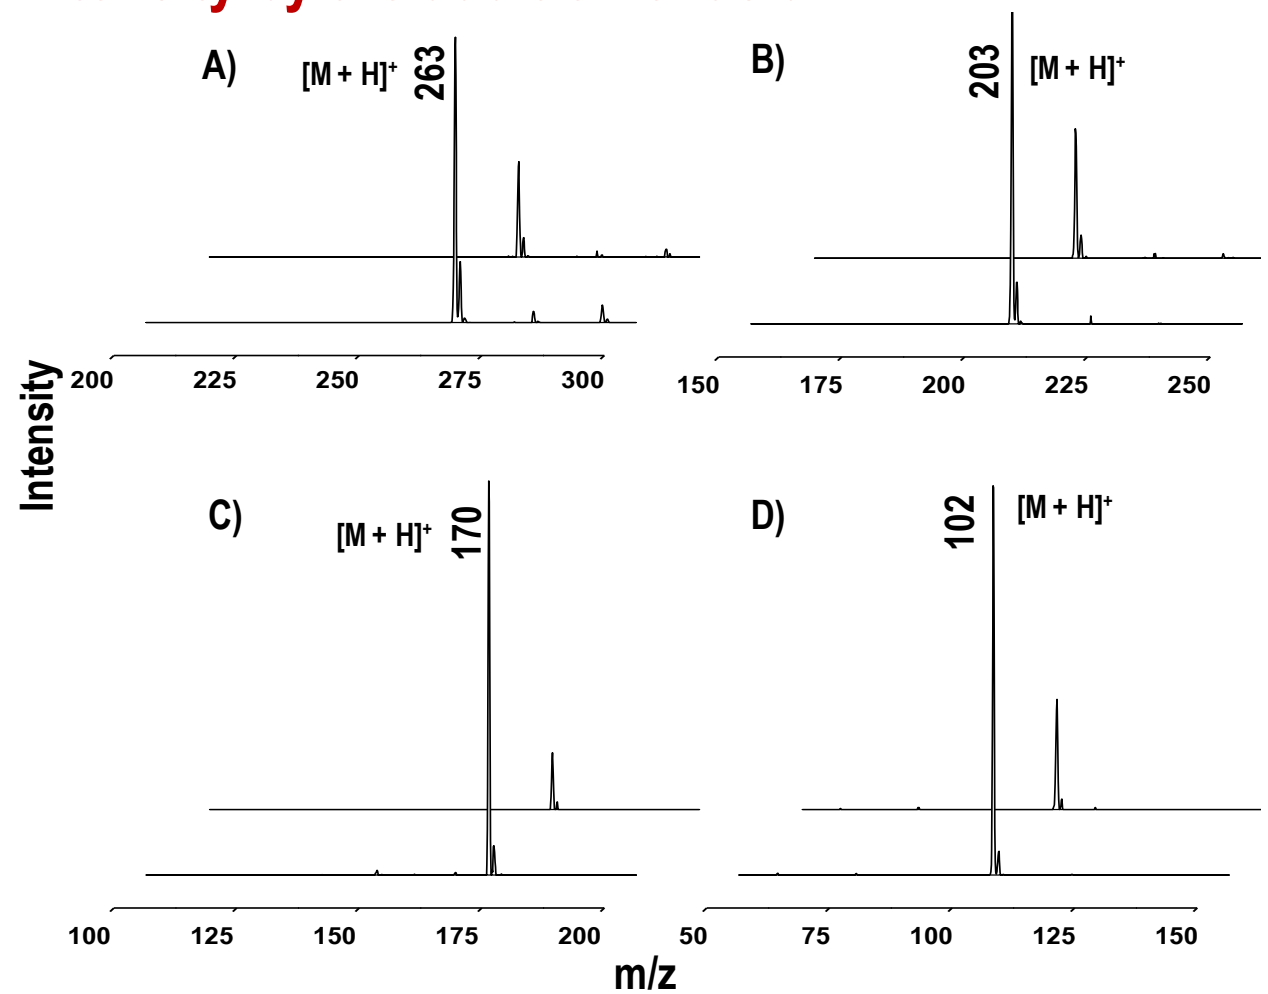 A)
[M + H]+
263
B)
203
[M + H]+
200 225 250 275 300
150 175 200 225 250
Intensity
C)
[M + H]+
170
D)
102
[M + H]+
100 125 150 175 200
50 75 100 125 150
m/z